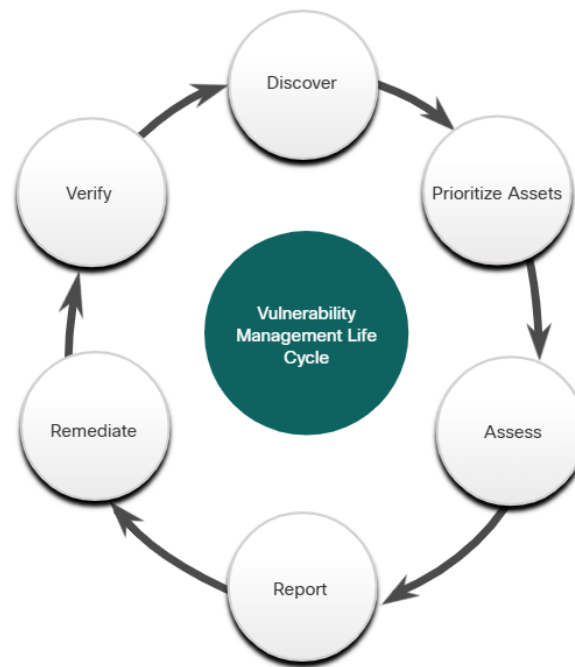 Discover
Prioritize Assets
Assess
Report
Remediate
Verify
Vulnerability
Management Life
Cycle